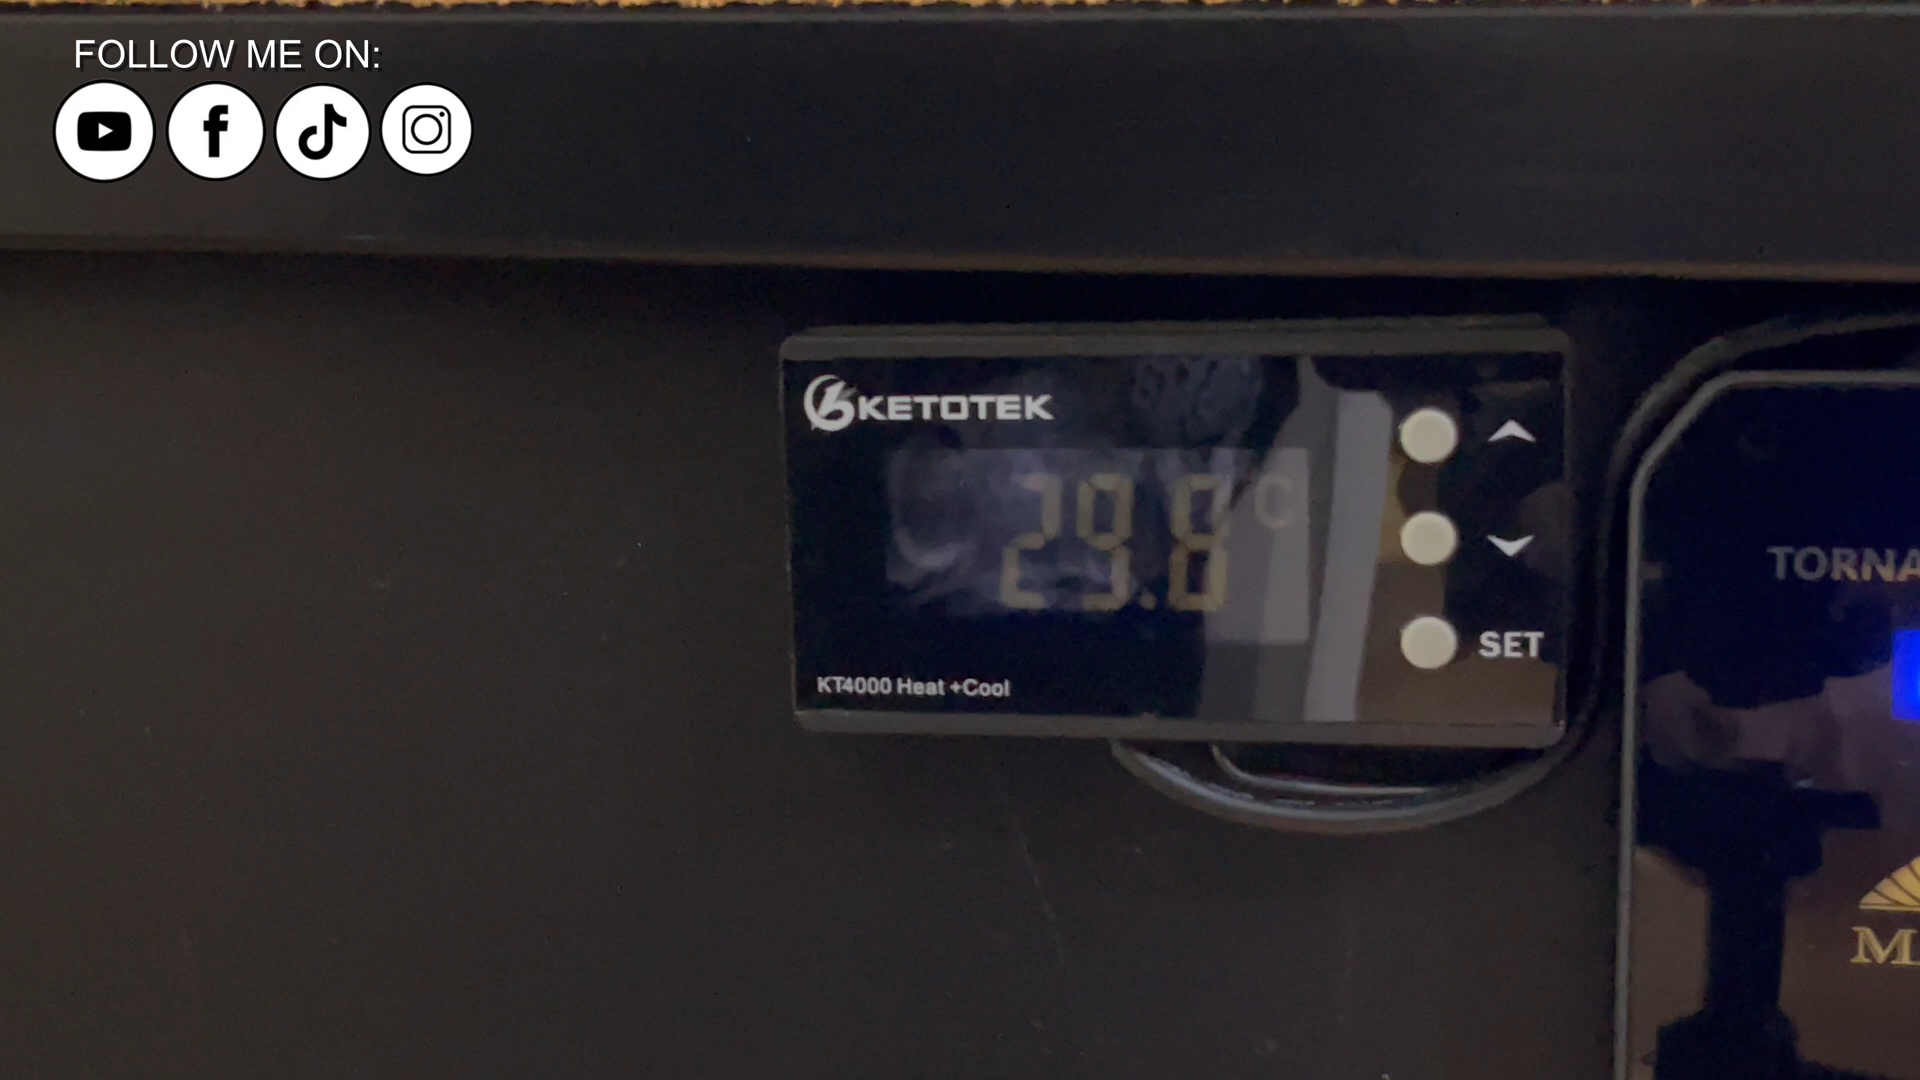 FOLLOW ME ON:
KETOTEK
29.8°C
SET
KT4000 Heat +Cool
TORNA
M